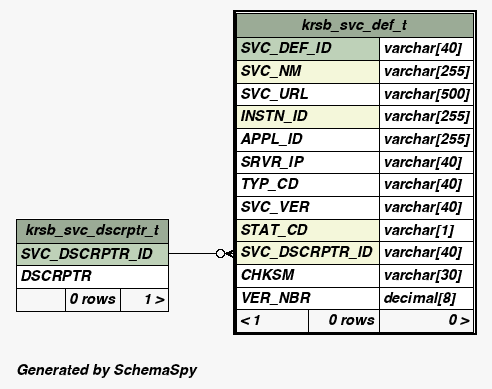 krsb_svc_def_t
SVC_DEF_ID varchar[40]
SVC_NM varchar[255]
SVC_URL varchar[500]
INSTN_ID varchar[255]
APPL_ID varchar[255]
SRVR_IP varchar[40]
TYP_CD varchar[40]
SVC_VER varchar[40]
STAT_CD varchar[1]
SVC_DSCRPTR_ID varchar[40]
CHKSM varchar[30]
VER_NBR decimal[8]
< 1 0 rows 0 >
krsb_svc_dscrptr_t
SVC_DSCRPTR_ID
DSCRPTR
0 rows 1 >
Generated by SchemaSpy